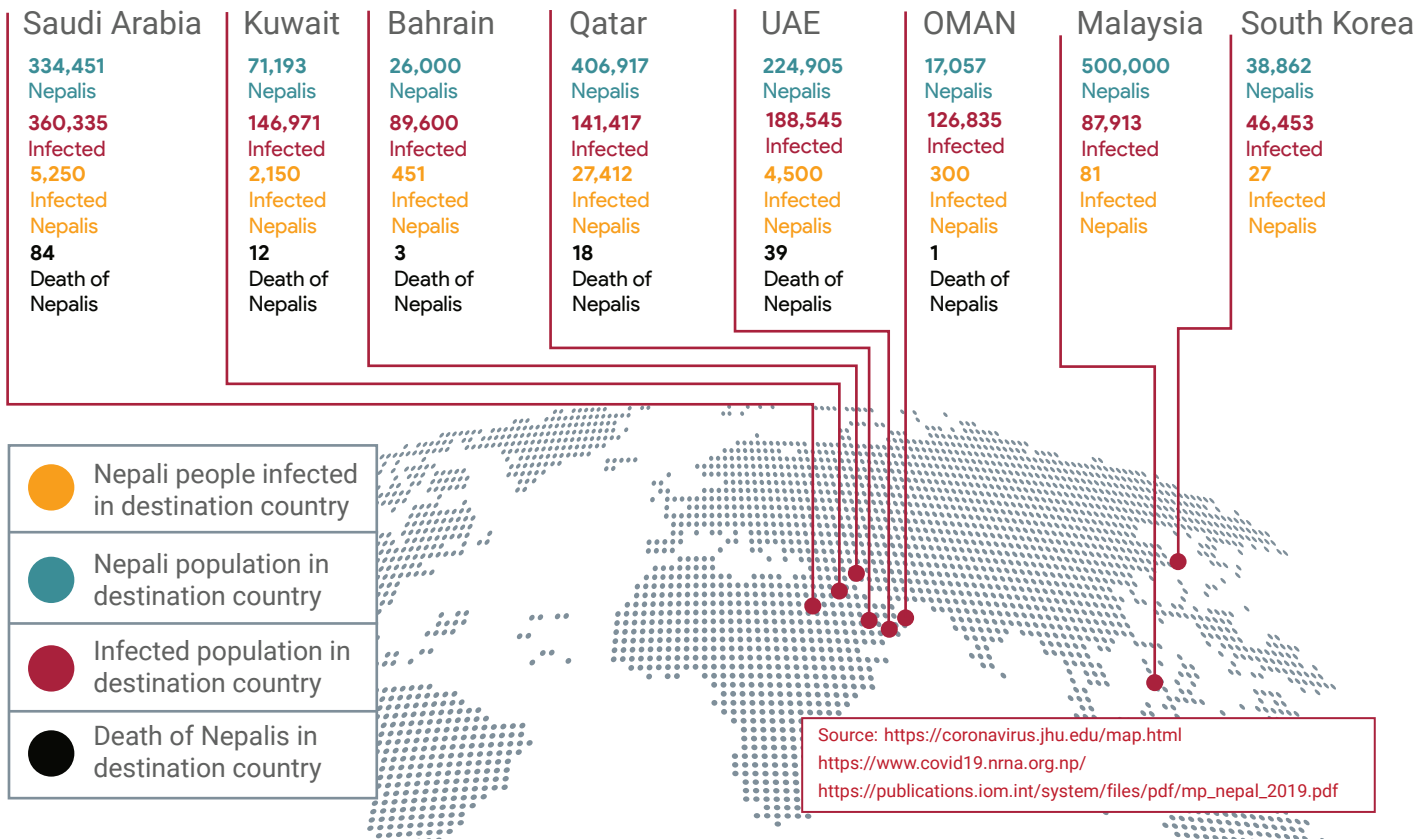 Saudi Arabia
334,451
Nepalis
360,335
Infected
5,250
Infected
Nepalis
84
Death of
Nepalis
Kuwait
71,193
Nepalis
146,971
Infected
2,150
Infected
Nepalis
12
Death of
Nepalis
Bahrain
26,000
Nepalis
89,600
Infected
451
Infected
Nepalis
3
Death of
Nepalis
Qatar
406,917
Nepalis
141,417
Infected
27,412
Infected
Nepalis
18
Death of
Nepalis
UAE
224,905
Nepalis
188,545
Infected
4,500
Infected
Nepalis
39
Death of
Nepalis
OMAN
17,057
Nepalis
126,835
Infected
300
Infected
Nepalis
1
Death of
Nepalis
Malaysia
500,000
Nepalis
87,913
Infected
81
Infected
Nepalis
South Korea
38,862
Nepalis
46,453
Infected
27
Infected
Nepalis
Nepali people infected
in destination country
Nepali population in
destination country
Infected population in
destination country
Death of Nepalis in
destination country
Source: https://coronavirus.jhu.edu/map.html
https://www.covid19.nrna.org.np/
https://publications.iom.int/system/files/pdf/mp_nepal_2019.pdf